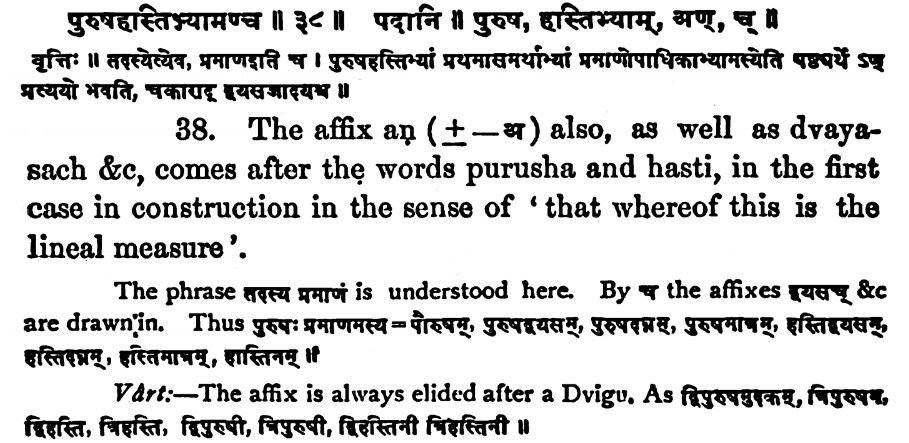 पुरुषहस्तिभ्यामण्च ॥ ३८ ॥ पदानि ॥ पुरुष, हस्तिभ्याम्, अण्, च् ॥
वृत्तिः ॥ तदस्येत्येव, प्रमाणइति च । पुरुषहस्तिभ्यां प्रथमासमर्थाभ्यां प्रमाणोपाधिकाभ्यामस्येति षष्ठ्यर्थे ऽण्
प्रत्ययो भवति, चकाराद् द्वयसजादयश्च ॥
38. The affix aṇ (±—अ) also, as well as dvaya-
sach &c, comes after the words purusha and hasti, in the first
case in construction in the sense of ‘that whereof this is the
lineal measure’.
The phrase तदस्य प्रमाणं is understood here. By च the affixes द्वयसच् &c
are drawn in. Thus पुरुषः प्रमाणमस्य = पौरुषम्, पुरुषद्वयसम्, पुरुषदघ्नम्, पुरुषमात्रम्, हस्तिद्वयसम्,
हस्तिदघ्नम्, हस्तिमात्रम्, हास्तिनम् ॥
Vârt:—The affix is always elided after a Dvigu. As द्विपुरुषमुदकम्, त्रिपुरुषम्,
द्विहस्ति, त्रिहस्ति, द्विपुरुषी, त्रिपुरुषी, द्विहस्तिनी त्रिहस्तिनी ॥